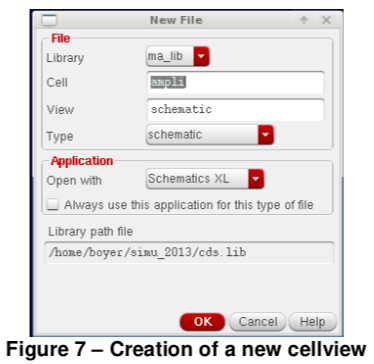 New File
File
Library ma_lib
Cell ampli
View schematic
Type schematic
Application
Open with Schematics XL
Always use this application for this type of file
Library path file
/home/boyer/simu_2013/cds.lib
OK Cancel Help
Figure 7 – Creation of a new cellview